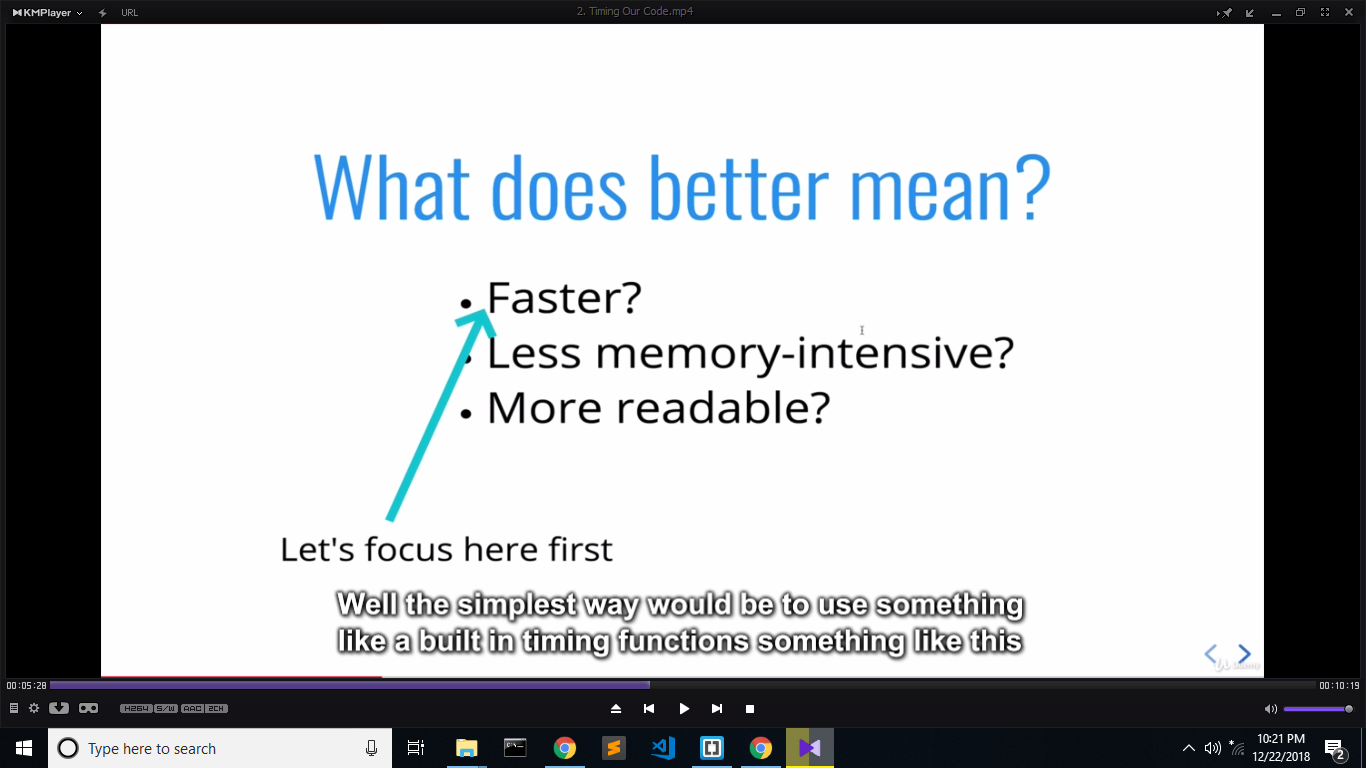 KMPlayer
URL
2. Timing Our Code.mp4
What does better mean?
Faster?
Less memory-intensive?
More readable?
Let's focus here first
Well the simplest way would be to use something
like a built in timing functions something like this
Udemy
00:05:28
00:10:19
H264 S/W AAC 2CH
Type here to search
10:21 PM
12/22/2018
2